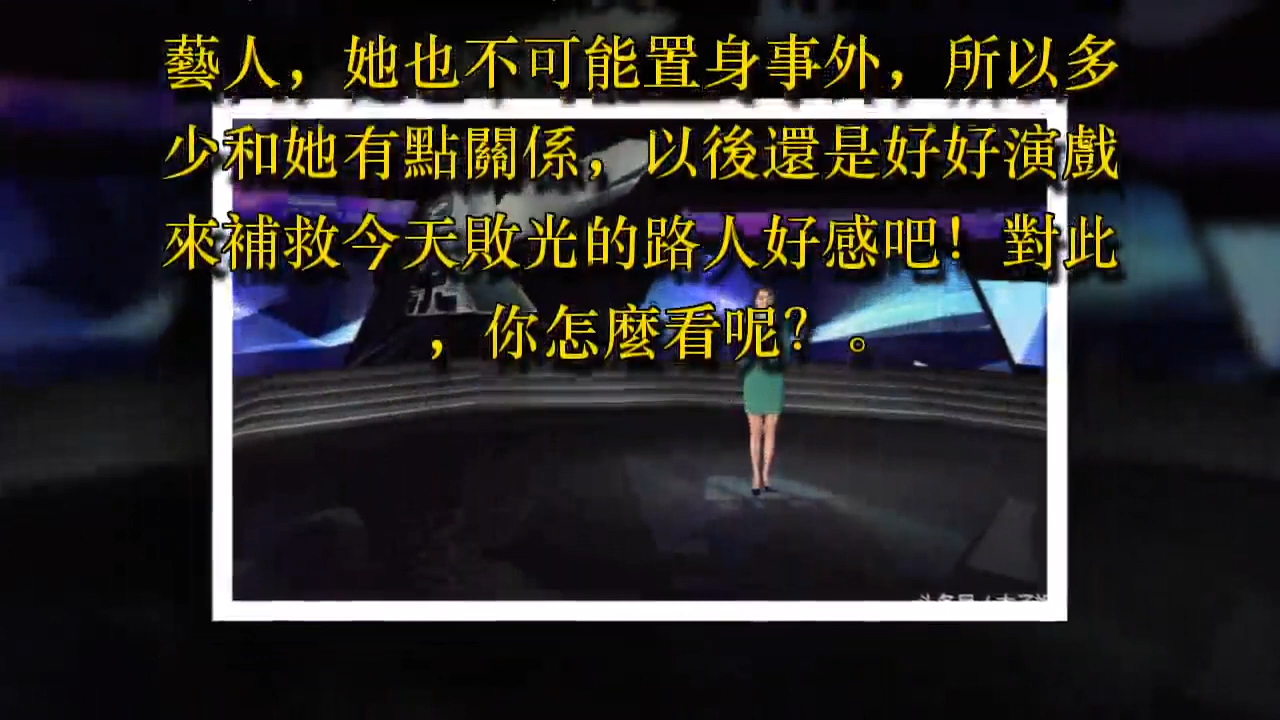 藝人，她也不可能置身事外，所以多
少和她有點關係，以後還是好好演戲
來補救今天敗光的路人好感吧！對此
，你怎麼看呢？。